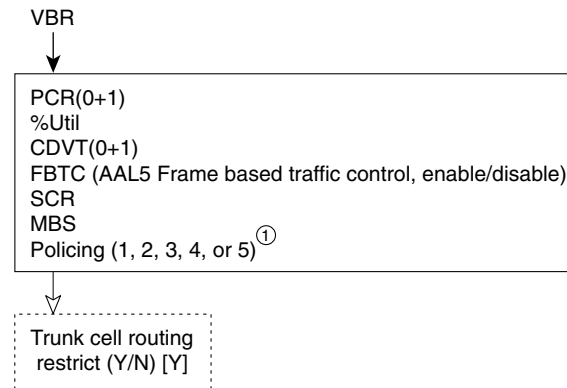 VBR
PCR(0+1)
%Util
CDVT(0+1)
FBTC (AAL5 Frame based traffic control, enable/disable)
SCR
MBS
Policing (1, 2, 3, 4, or 5)①
Trunk cell routing
restrict (Y/N) [Y]